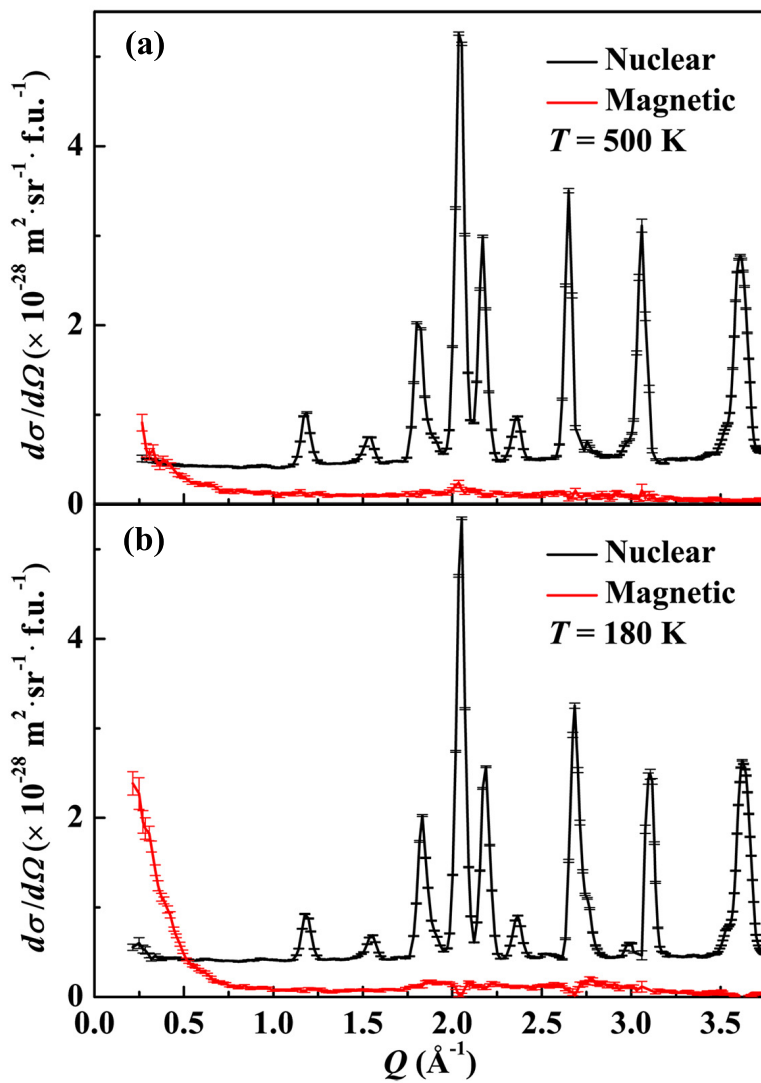 (a)
Nuclear
Magnetic
T = 500 K
4
2
0
dσ/dΩ (× 10⁻²⁸ m²·sr⁻¹· f.u.⁻¹)
(b)
Nuclear
Magnetic
T = 180 K
4
2
0
dσ/dΩ (× 10⁻²⁸ m²·sr⁻¹· f.u.⁻¹)
0.0 0.5 1.0 1.5 2.0 2.5 3.0 3.5
Q (Å⁻¹)